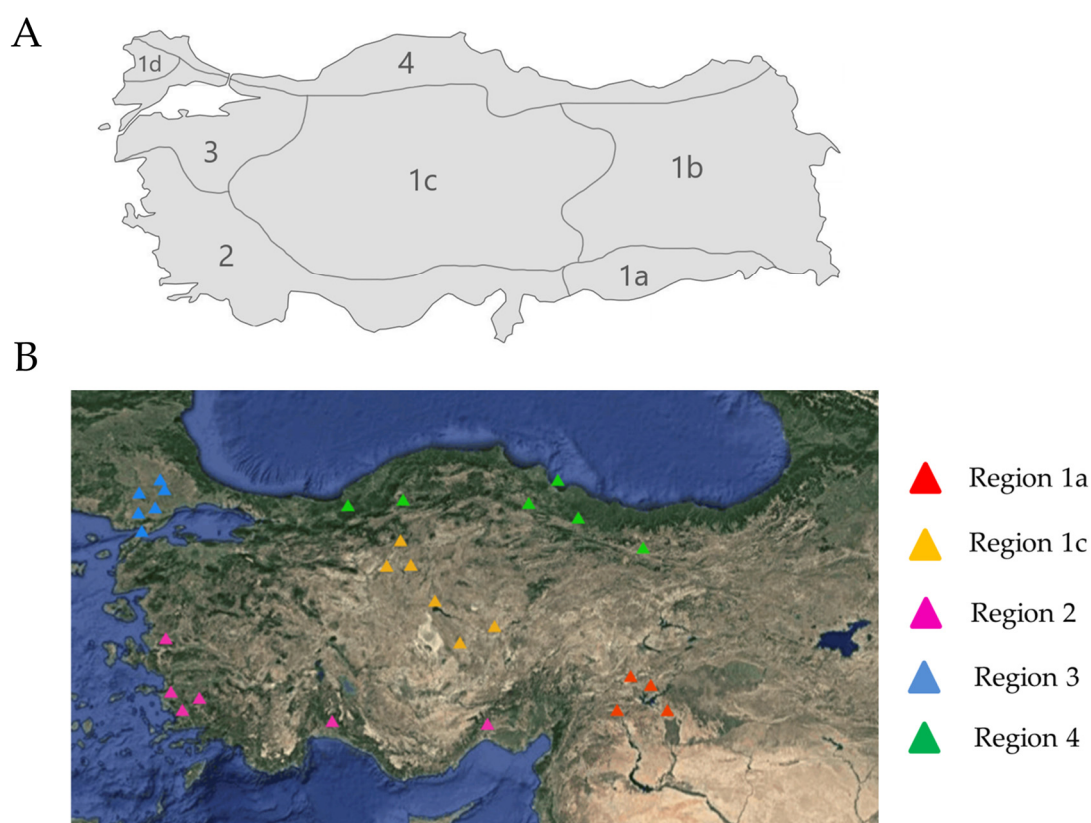 A
1d
4
3
1c
1b
2
1a
B
Region 1a
Region 1c
Region 2
Region 3
Region 4